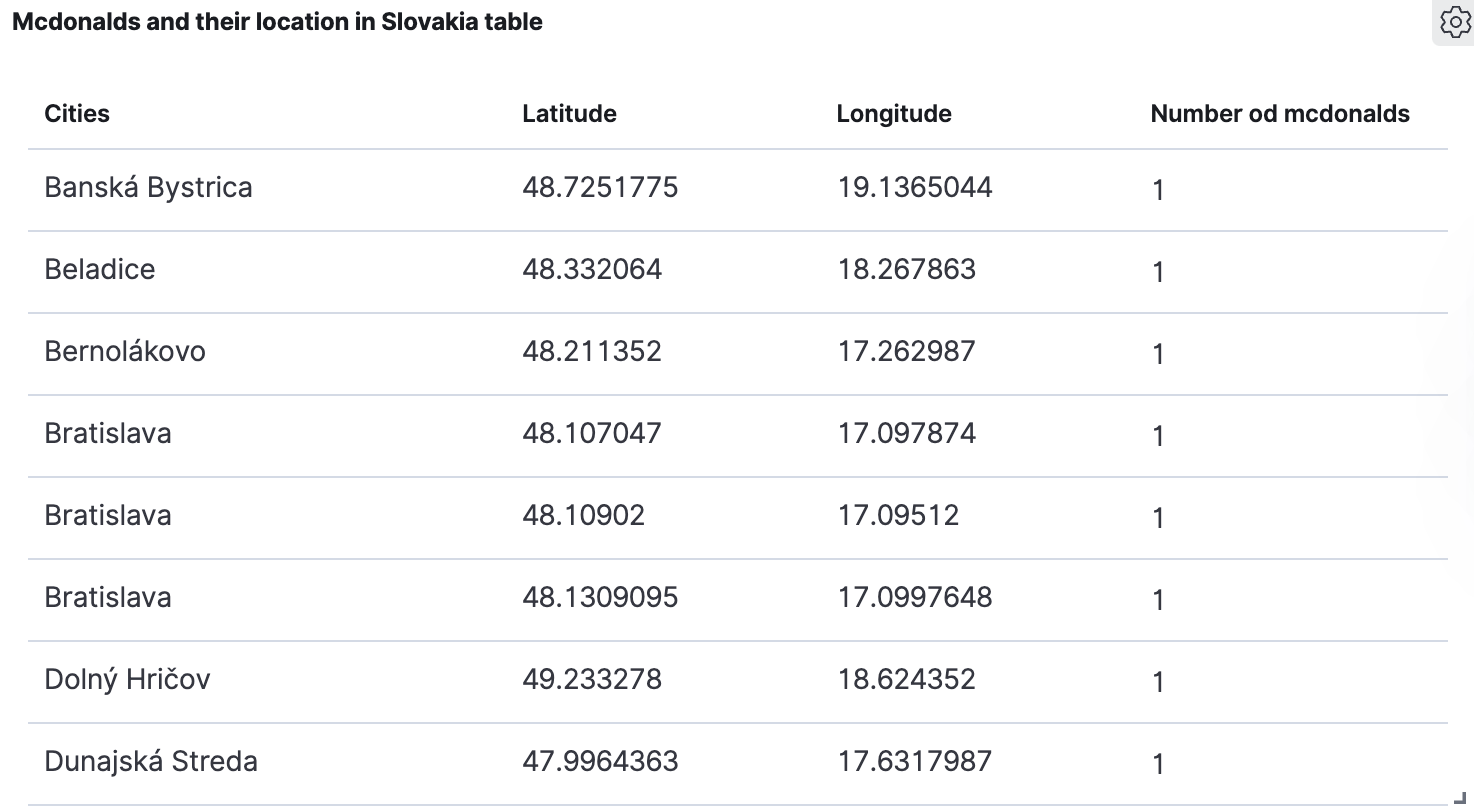 Mcdonalds and their location in Slovakia table
Cities Latitude Longitude Number od mcdonalds
Banská Bystrica 48.7251775 19.1365044 1
Beladice 48.332064 18.267863 1
Bernolákovo 48.211352 17.262987 1
Bratislava 48.107047 17.097874 1
Bratislava 48.10902 17.09512 1
Bratislava 48.1309095 17.0997648 1
Dolný Hričov 49.233278 18.624352 1
Dunajská Streda 47.9964363 17.6317987 1